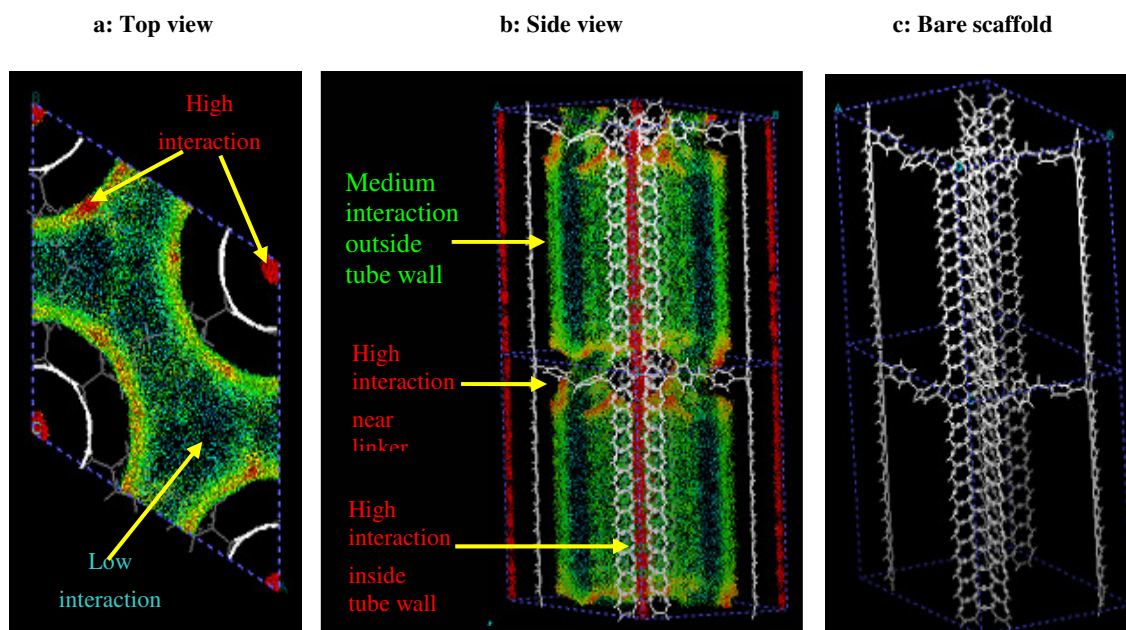 a: Top view
b: Side view
c: Bare scaffold
High
interaction
Low
interaction
Medium
interaction
outside
tube wall
High
interaction
near
linker
High
interaction
inside
tube wall
A
B
A
B